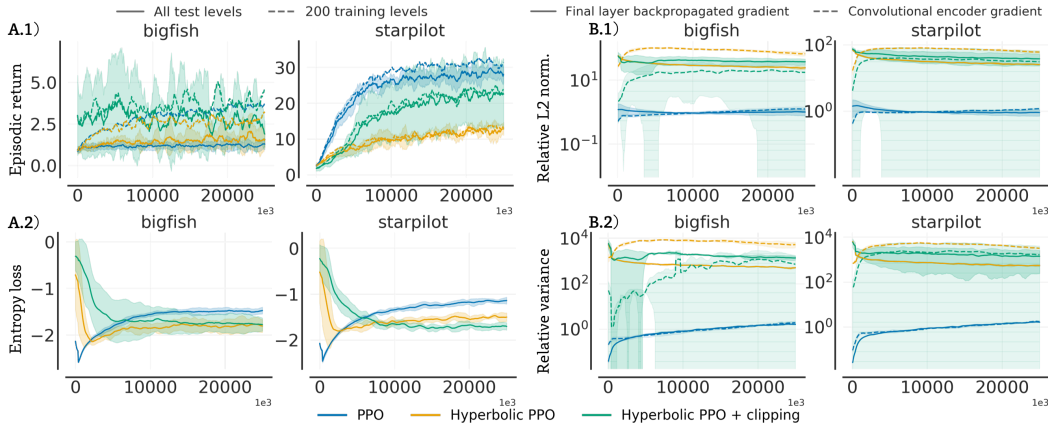 All test levels 200 training levels Final layer backpropagated gradient Convolutional encoder gradient
A.1) bigfish starpilot B.1) bigfish starpilot
Episodic return
5.0
2.5
0.0
0 10000 20000
1e3
30
20
10
0
0 10000 20000
1e3
Relative L2 norm.
10^1
10^−1
0 10000 20000
1e3
10^2
10^0
0 10000 20000
1e3
A.2) bigfish starpilot B.2) bigfish starpilot
Entropy loss
0
−1
−2
0 10000 20000
1e3
0
−1
−2
0 10000 20000
1e3
Relative variance
10^4
10^2
10^0
0 10000 20000
1e3
10^4
10^2
10^0
0 10000 20000
1e3
PPO Hyperbolic PPO Hyperbolic PPO + clipping